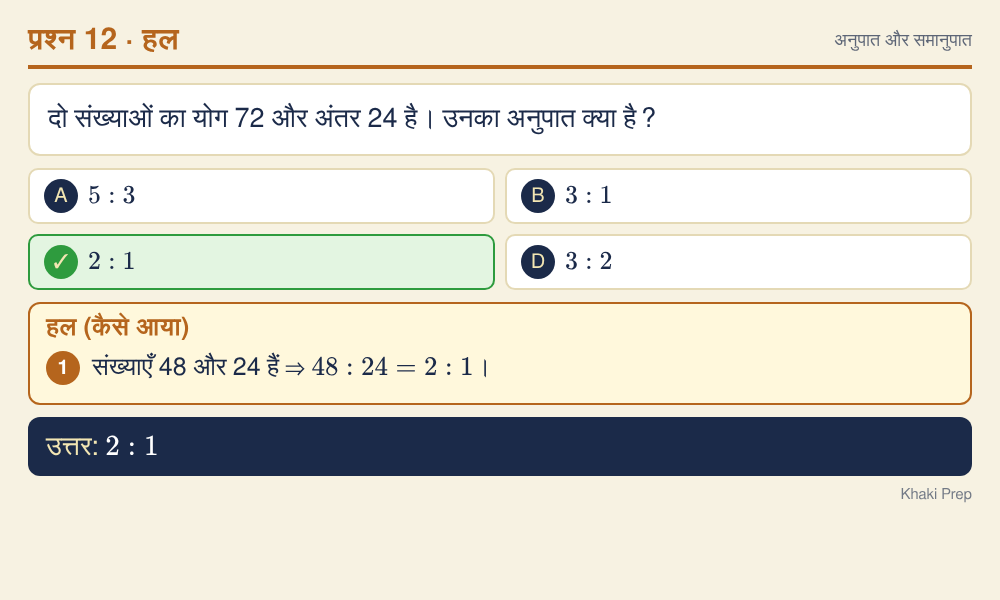 प्रश्न 12 · हल
अनुपात और समानुपात
दो संख्याओं का योग 72 और अंतर 24 है। उनका अनुपात क्या है?
A 5 : 3
B 3 : 1
✓ 2 : 1
D 3 : 2
हल (कैसे आया)
1 संख्याएँ 48 और 24 हैं ⇒ 48 : 24 = 2 : 1।
उत्तर: 2 : 1
Khaki Prep